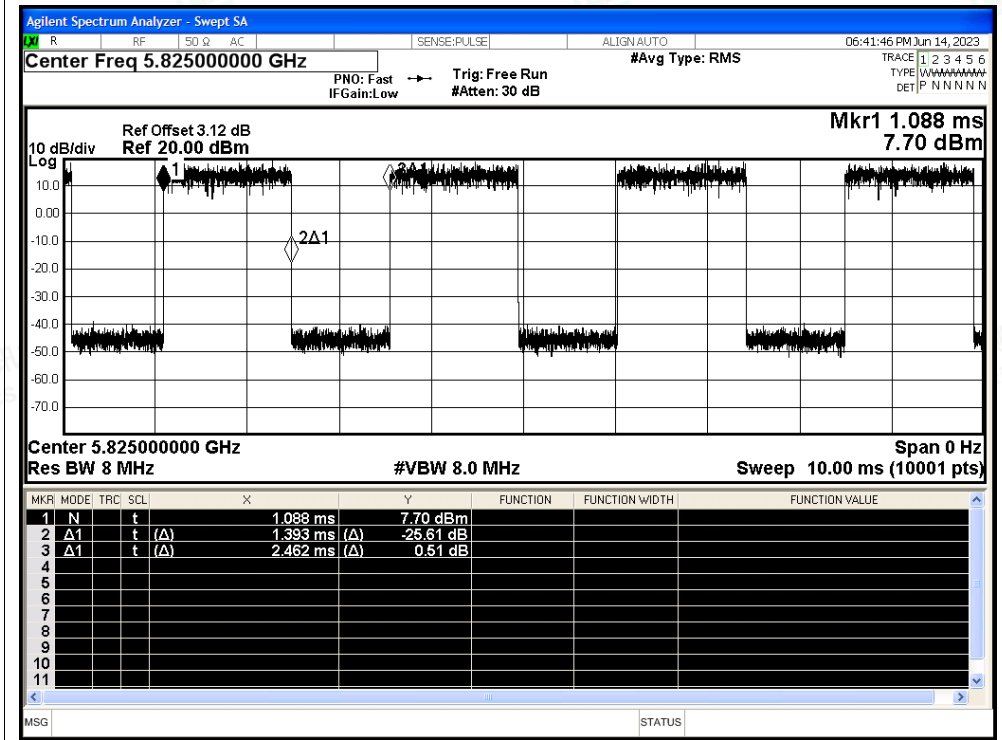 Agilent Spectrum Analyzer - Swept SA
LXI R RF 50 Ω AC SENSE:PULSE ALIGN AUTO 06:41:46 PM Jun 14, 2023
Center Freq 5.825000000 GHz #Avg Type: RMS TRACE 1 2 3 4 5 6
PNO: Fast Trig: Free Run TYPE
IFGain:Low #Atten: 30 dB DET P N N N N N
Mkr1 1.088 ms
Ref Offset 3.12 dB
10 dB/div Ref 20.00 dBm 7.70 dBm
Log
1
3Δ1
10.0
0.00
2Δ1
-10.0
-20.0
-30.0
-40.0
-50.0
-60.0
-70.0
Center 5.825000000 GHz Span 0 Hz
Res BW 8 MHz #VBW 8.0 MHz Sweep 10.00 ms (10001 pts)
MKR MODE TRC SCL X Y FUNCTION FUNCTION WIDTH FUNCTION VALUE
1 N t 1.088 ms 7.70 dBm
2 Δ1 t (Δ) 1.393 ms (Δ) -25.61 dB
3 Δ1 t (Δ) 2.462 ms (Δ) 0.51 dB
4
5
6
7
8
9
10
11
MSG STATUS